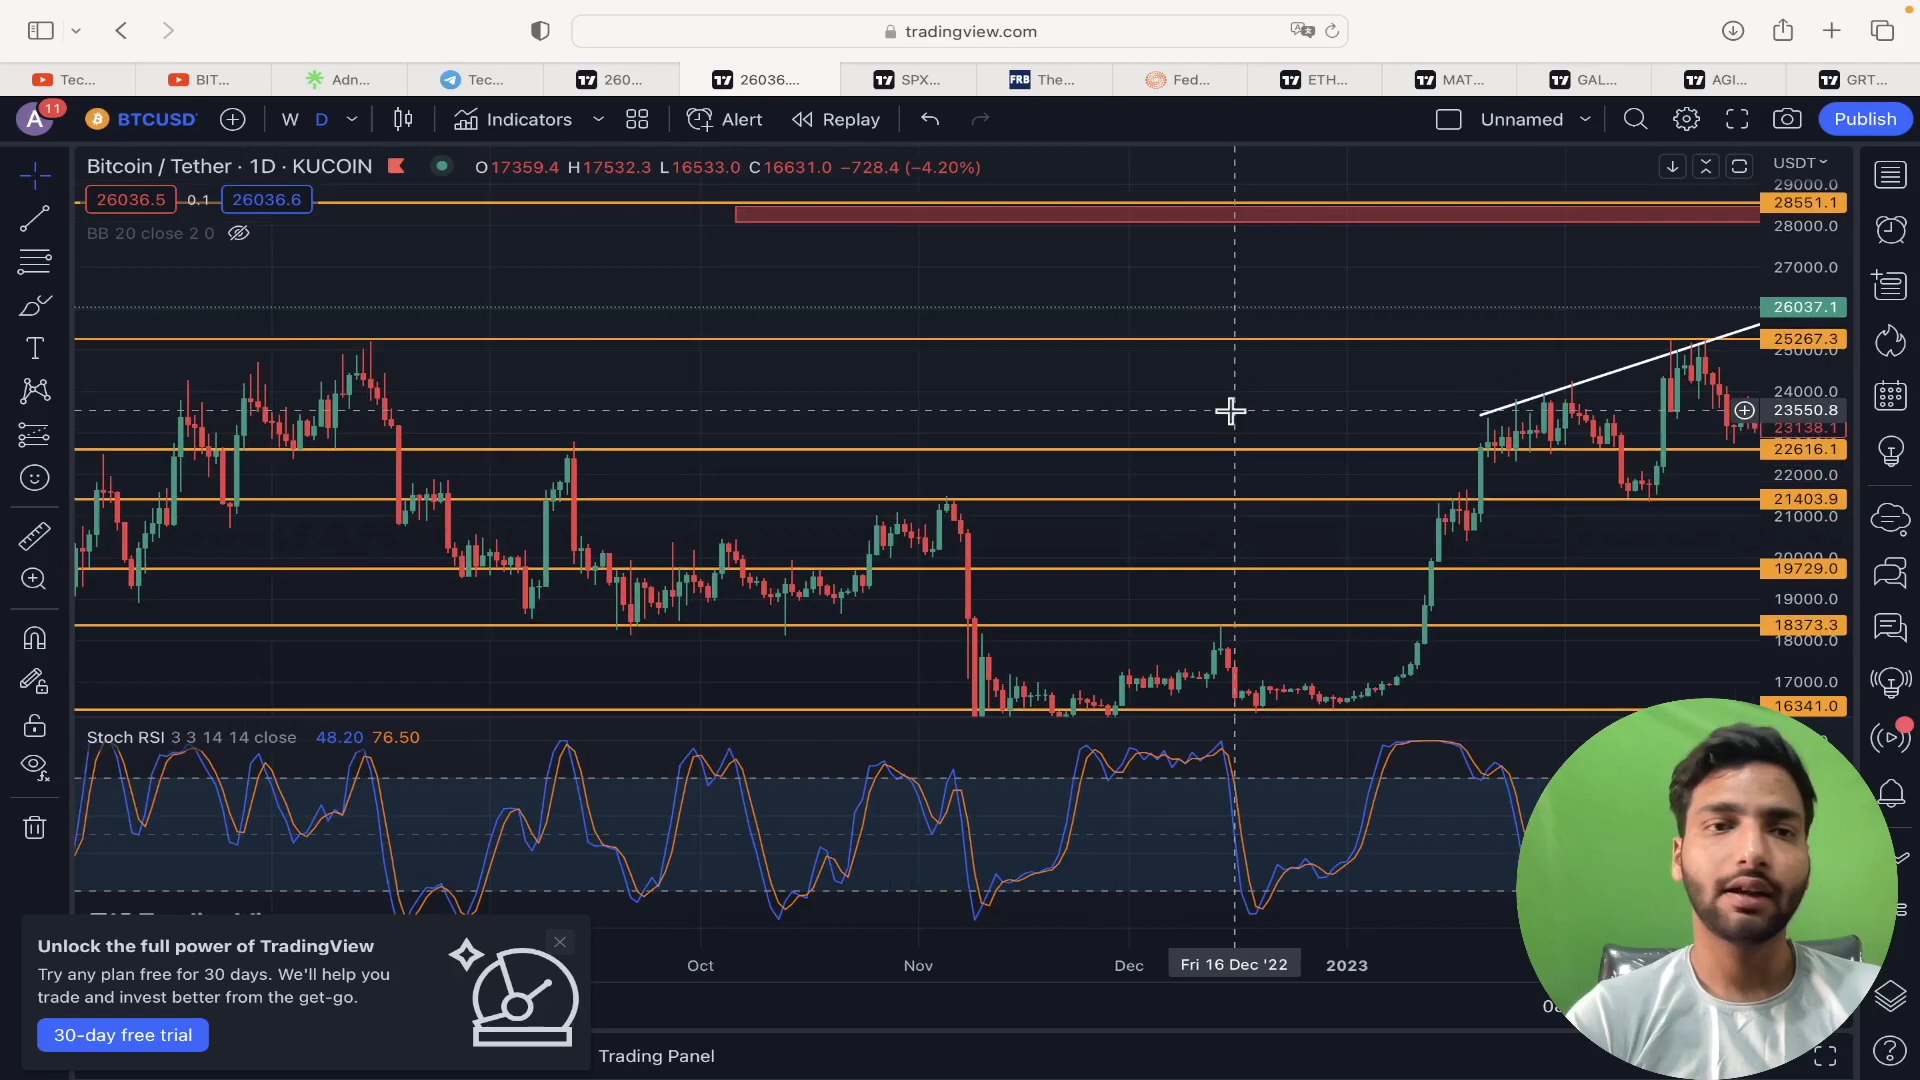 tradingview.com
Tec...
BIT...
Adn...
Tec...
260...
26036....
SPX...
FRB The...
Fed...
ETH...
MAT...
GAL...
AGI...
GRT...
A 11 BTCUSD W D Indicators Alert Replay Unnamed Publish
Bitcoin / Tether · 1D · KUCOIN O17359.4 H17532.3 L16533.0 C16631.0 −728.4 (−4.20%)
USDT
26036.5 0.1 26036.6
BB 20 close 2 0
29000.0
28551.1
28000.0
27000.0
26037.1
25267.3
25000.0
24000.0
23550.8
23138.1
22616.1
22000.0
21403.9
21000.0
20000.0
19729.0
19000.0
18373.3
18000.0
17000.0
16341.0
Stoch RSI 3 3 14 14 close 48.20 76.50
Oct
Nov
Dec
Fri 16 Dec '22
2023
Unlock the full power of TradingView
Try any plan free for 30 days. We'll help you
trade and invest better from the get-go.
30-day free trial
Trading Panel